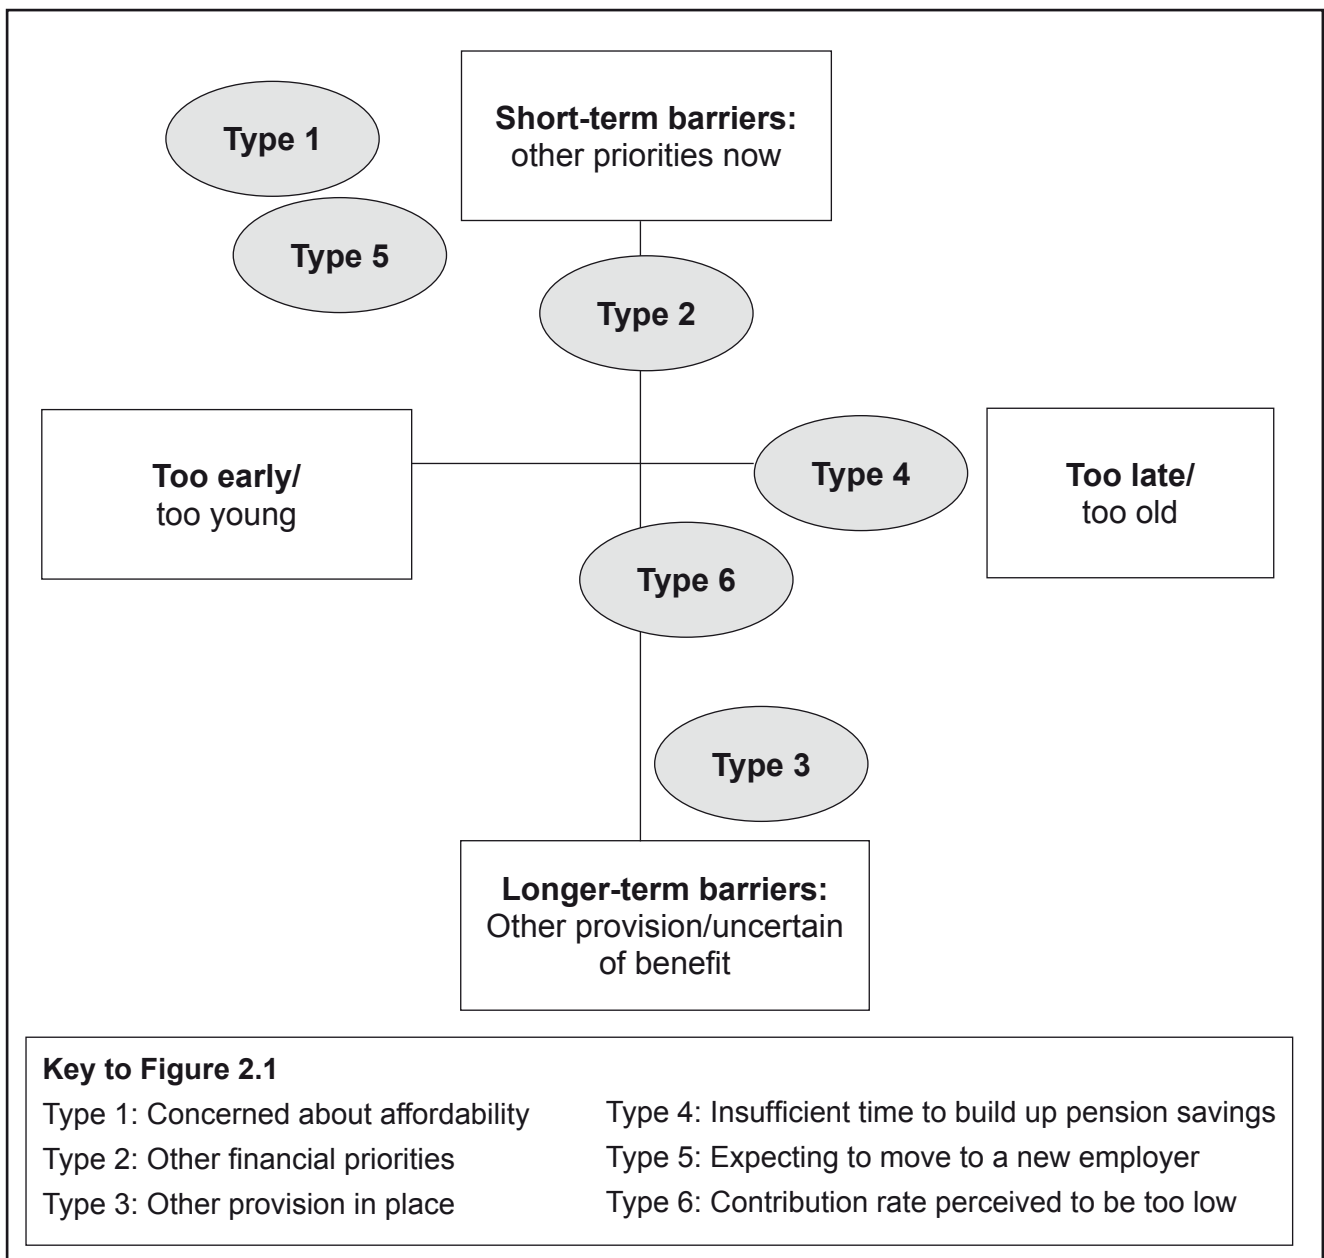 Type 1
Short-term barriers:
other priorities now
Type 5
Type 2
Too early/
too young
Type 4
Too late/
too old
Type 6
Type 3
Longer-term barriers:
Other provision/uncertain
of benefit
Key to Figure 2.1
Type 1: Concerned about affordability
Type 2: Other financial priorities
Type 3: Other provision in place
Type 4: Insufficient time to build up pension savings
Type 5: Expecting to move to a new employer
Type 6: Contribution rate perceived to be too low